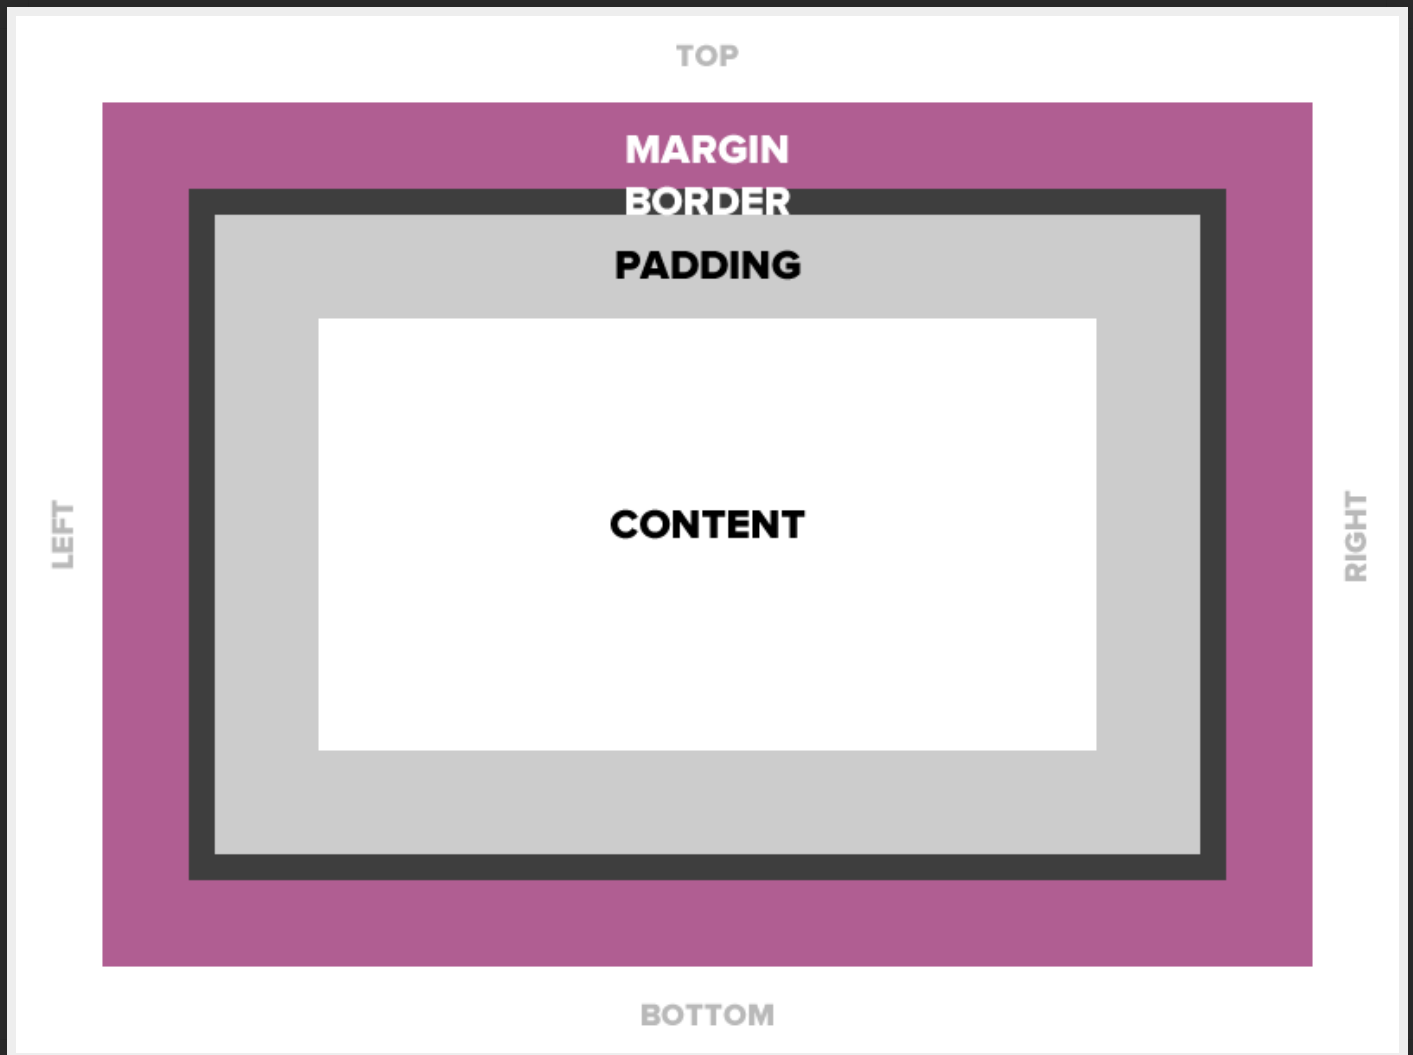 TOP
MARGIN
BORDER
PADDING
LEFT
CONTENT
RIGHT
BOTTOM